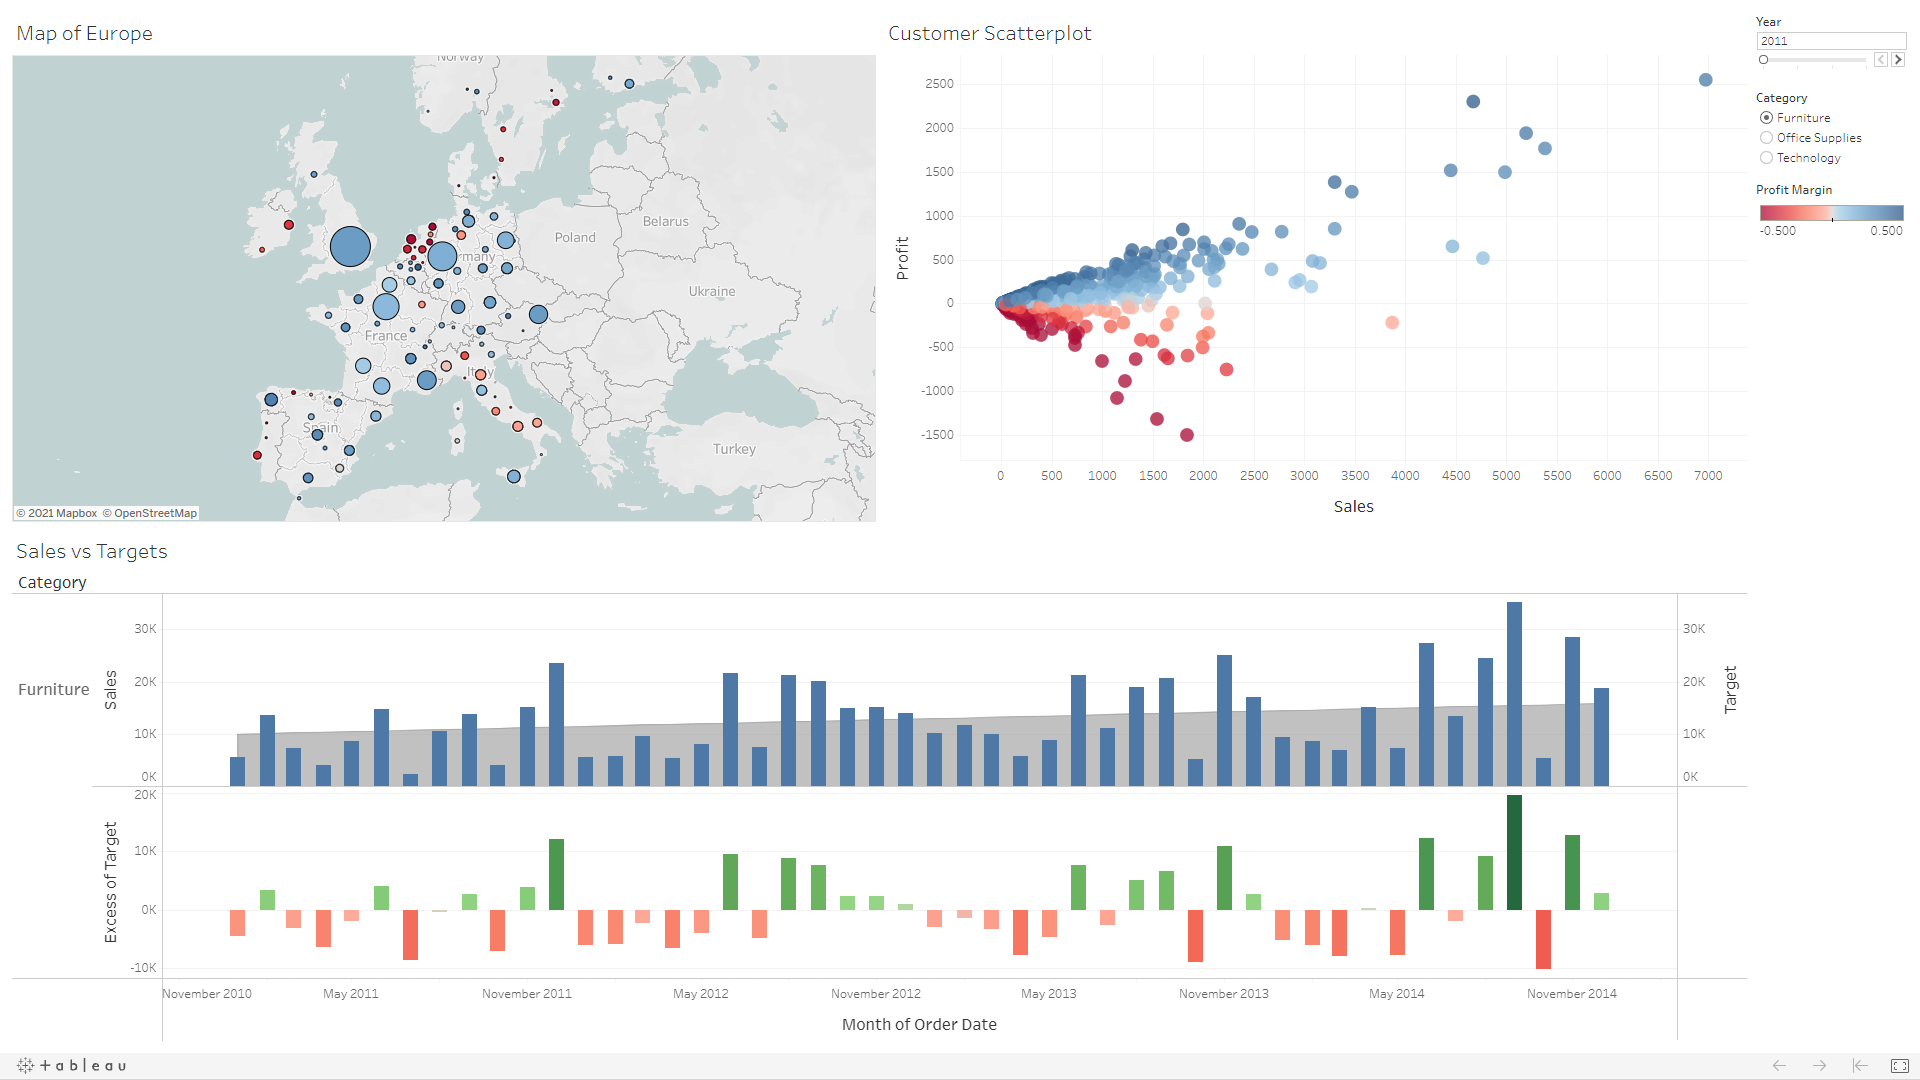 Map of Europe
Norway
Belarus
Poland
Ukraine
France
Italy
Spain
Turkey
© 2021 Mapbox © OpenStreetMap
Customer Scatterplot
Profit
2500
2000
1500
1000
500
0
-500
-1000
-1500
0 500 1000 1500 2000 2500 3000 3500 4000 4500 5000 5500 6000 6500 7000
Sales
Year
2011
Category
Furniture
Office Supplies
Technology
Profit Margin
-0.500 0.500
Sales vs Targets
Category
Furniture
Sales
30K
20K
10K
0K
30K
20K
10K
0K
Target
Excess of Target
20K
10K
0K
-10K
November 2010 May 2011 November 2011 May 2012 November 2012 May 2013 November 2013 May 2014 November 2014
Month of Order Date
+ableau